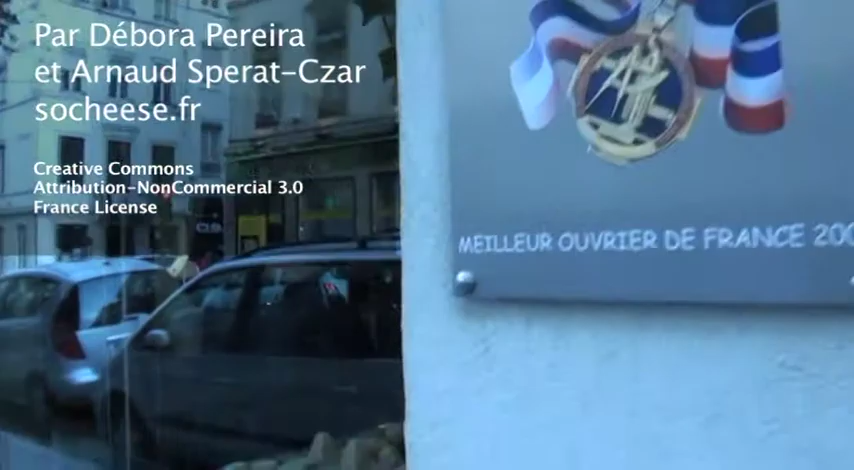 Par Débora Pereira
et Arnaud Sperat-Czar
socheese.fr
Creative Commons
Attribution-NonCommercial 3.0
France License
MEILLEUR OUVRIER DE FRANCE